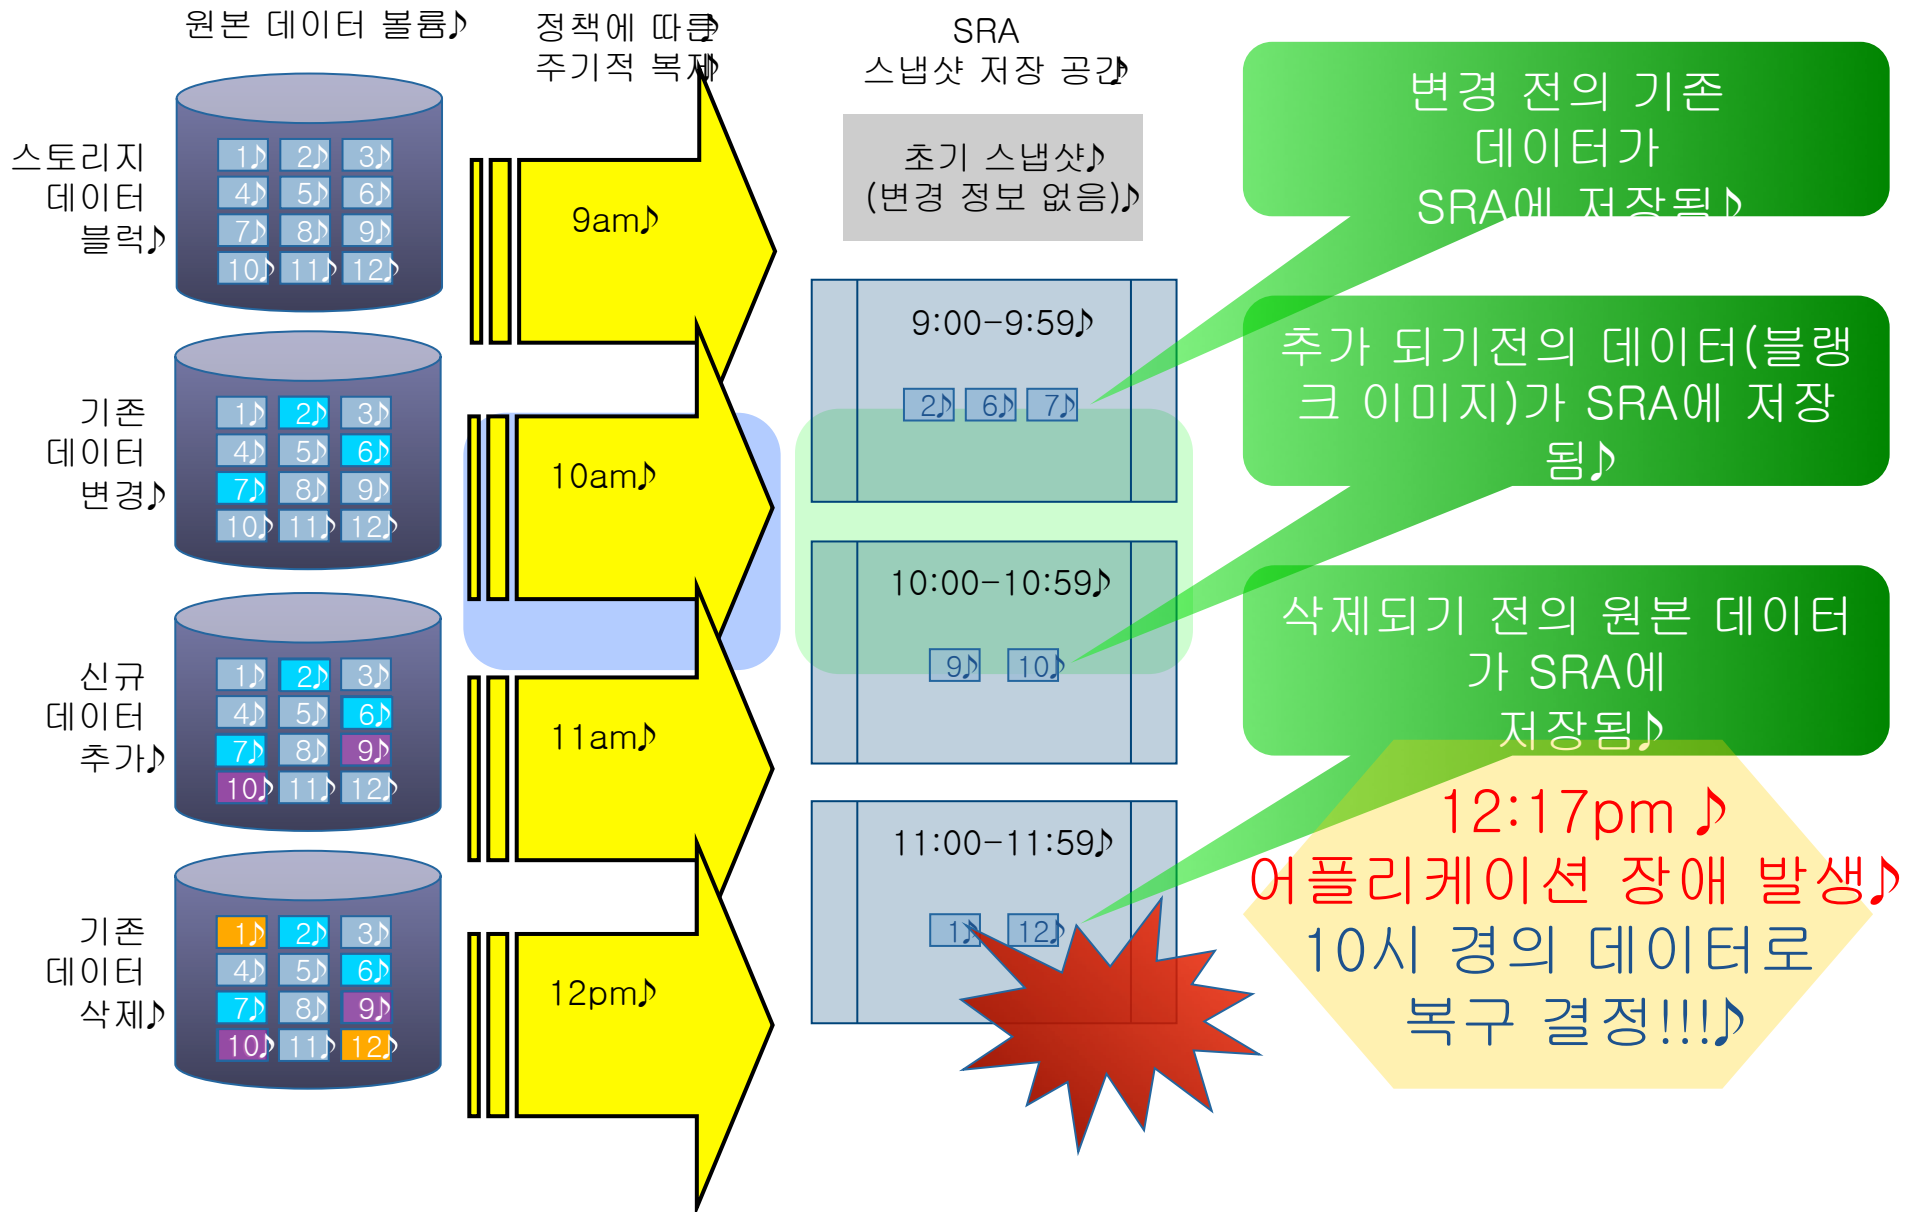 원본 데이터 볼륨♪
정책에 따른♪
주기적 복제♪
SRA
스냅샷 저장 공간♪
스토리지
데이터
블럭♪
1♪ 2♪ 3♪
4♪ 5♪ 6♪
7♪ 8♪ 9♪
10♪ 11♪ 12♪
9am♪
초기 스냅샷♪
(변경 정보 없음)♪
변경 전의 기존
데이터가
SRA에 저장됨♪
9:00-9:59♪
2♪ 6♪ 7♪
기존
데이터
변경♪
1♪ 2♪ 3♪
4♪ 5♪ 6♪
7♪ 8♪ 9♪
10♪ 11♪ 12♪
10am♪
추가 되기전의 데이터(블랭
크 이미지)가 SRA에 저장
됨♪
10:00-10:59♪
9♪ 10♪
신규
데이터
추가♪
1♪ 2♪ 3♪
4♪ 5♪ 6♪
7♪ 8♪ 9♪
10♪ 11♪ 12♪
11am♪
삭제되기 전의 원본 데이터
가 SRA에
저장됨♪
11:00-11:59♪
1♪ 12♪
기존
데이터
삭제♪
1♪ 2♪ 3♪
4♪ 5♪ 6♪
7♪ 8♪ 9♪
10♪ 11♪ 12♪
12pm♪
12:17pm ♪
어플리케이션 장애 발생♪
10시 경의 데이터로
복구 결정!!!♪